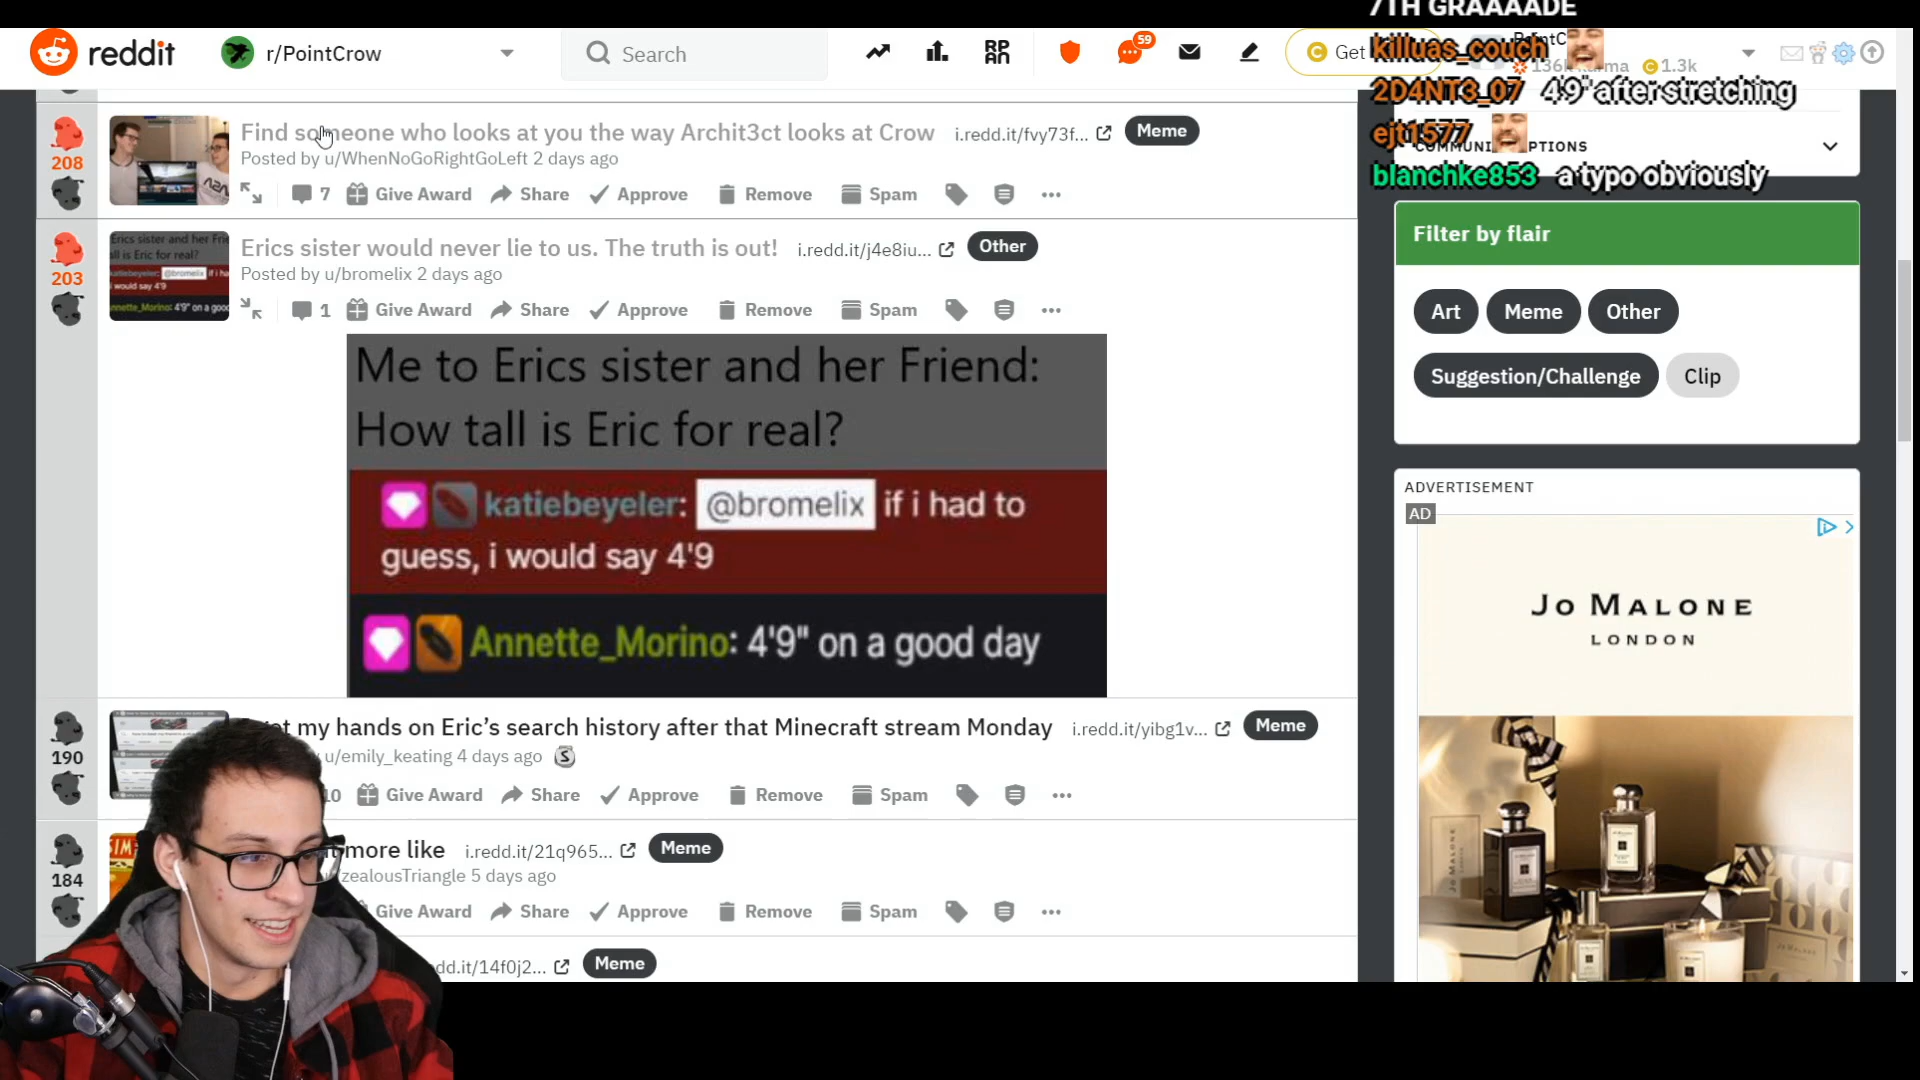 7TH GRAAAADE
reddit
r/PointCrow
Search
59
Get
1.3k
killuas_couch
2D4NT3_07 4'9" after stretching
ejt1577
blanchke853 a typo obviously
208
Find someone who looks at you the way Archit3ct looks at Crow
i.redd.it/fvy73f...
Meme
Posted by u/WhenNoGoRightGoLeft 2 days ago
7 Give Award Share Approve Remove Spam
203
Erics sister would never lie to us. The truth is out!
i.redd.it/j4e8iu...
Other
Posted by u/bromelix 2 days ago
1 Give Award Share Approve Remove Spam
Me to Erics sister and her Friend:
How tall is Eric for real?
katiebeyeler: @bromelix if i had to
guess, i would say 4'9
Annette_Morino: 4'9" on a good day
190
my hands on Eric's search history after that Minecraft stream Monday
i.redd.it/yibg1v...
Meme
u/emily_keating 4 days ago
10 Give Award Share Approve Remove Spam
184
more like
i.redd.it/21q965...
Meme
zealousTriangle 5 days ago
Give Award Share Approve Remove Spam
dd.it/14f0j2...
Meme
Filter by flair
Art Meme Other
Suggestion/Challenge Clip
ADVERTISEMENT
AD
JO MALONE
LONDON